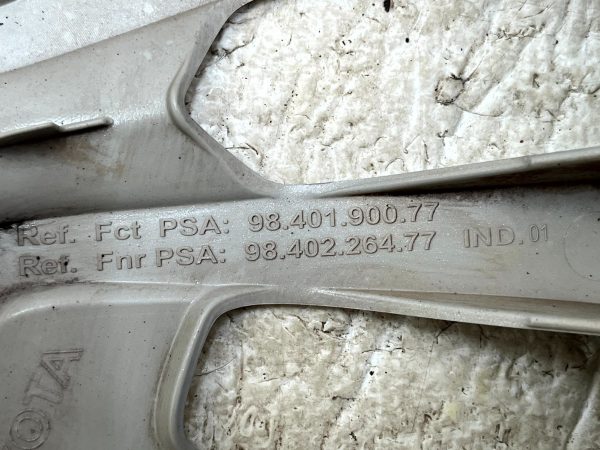 Ref. Fct PSA: 98.401.900.77
Ref. Fnr PSA: 98.402.264.77 IND.01